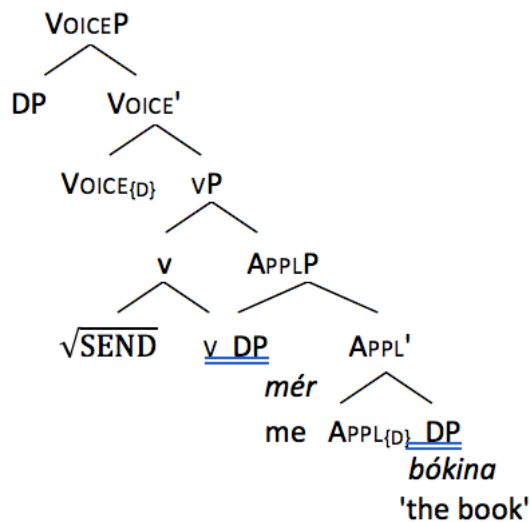 VOICEP
DP VOICE'
VOICE{D} vP
v APPLP
√SEND v DP APPL'
mér
me APPL{D} DP
bókina
'the book'